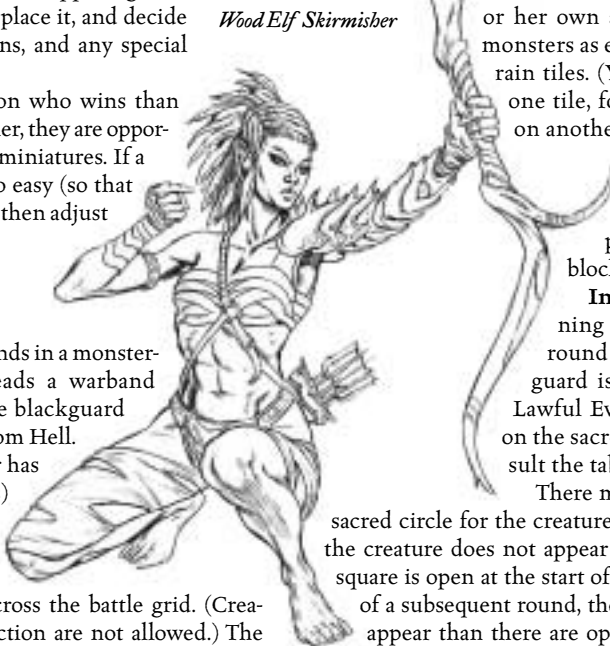 place it, and decide
ns, and any special
on who wins than
er, they are oppor-
miniatures. If a
o easy (so that
then adjust
nds in a monster-
eads a warband
e blackguard
om Hell.
r has
)
cross the battle grid. (Crea-
ction are not allowed.) The
Wood Elf Skirmisher
or her own
monsters as e
rain tiles. (Y
one tile, fo
on anothe
p
block
In
ning
round
guard is
Lawful Ev
on the sacr
sult the tal
There m
sacred circle for the creature
the creature does not appear
square is open at the start of
of a subsequent round, the
appear than there are op